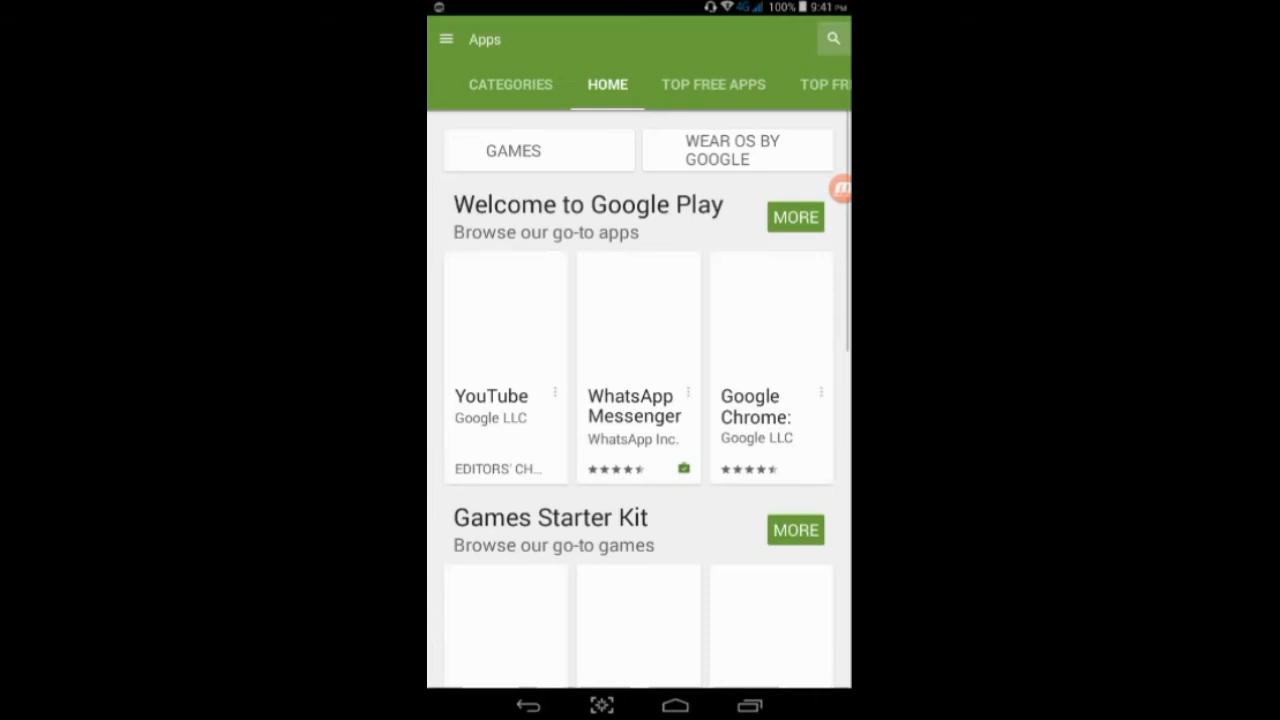 4G 100% 9:41 PM
Apps
CATEGORIES HOME TOP FREE APPS TOP FR
GAMES
WEAR OS BY
GOOGLE
Welcome to Google Play
Browse our go-to apps
MORE
YouTube
Google LLC
EDITORS' CH...
WhatsApp
Messenger
WhatsApp Inc.
Google
Chrome:
Google LLC
Games Starter Kit
Browse our go-to games
MORE